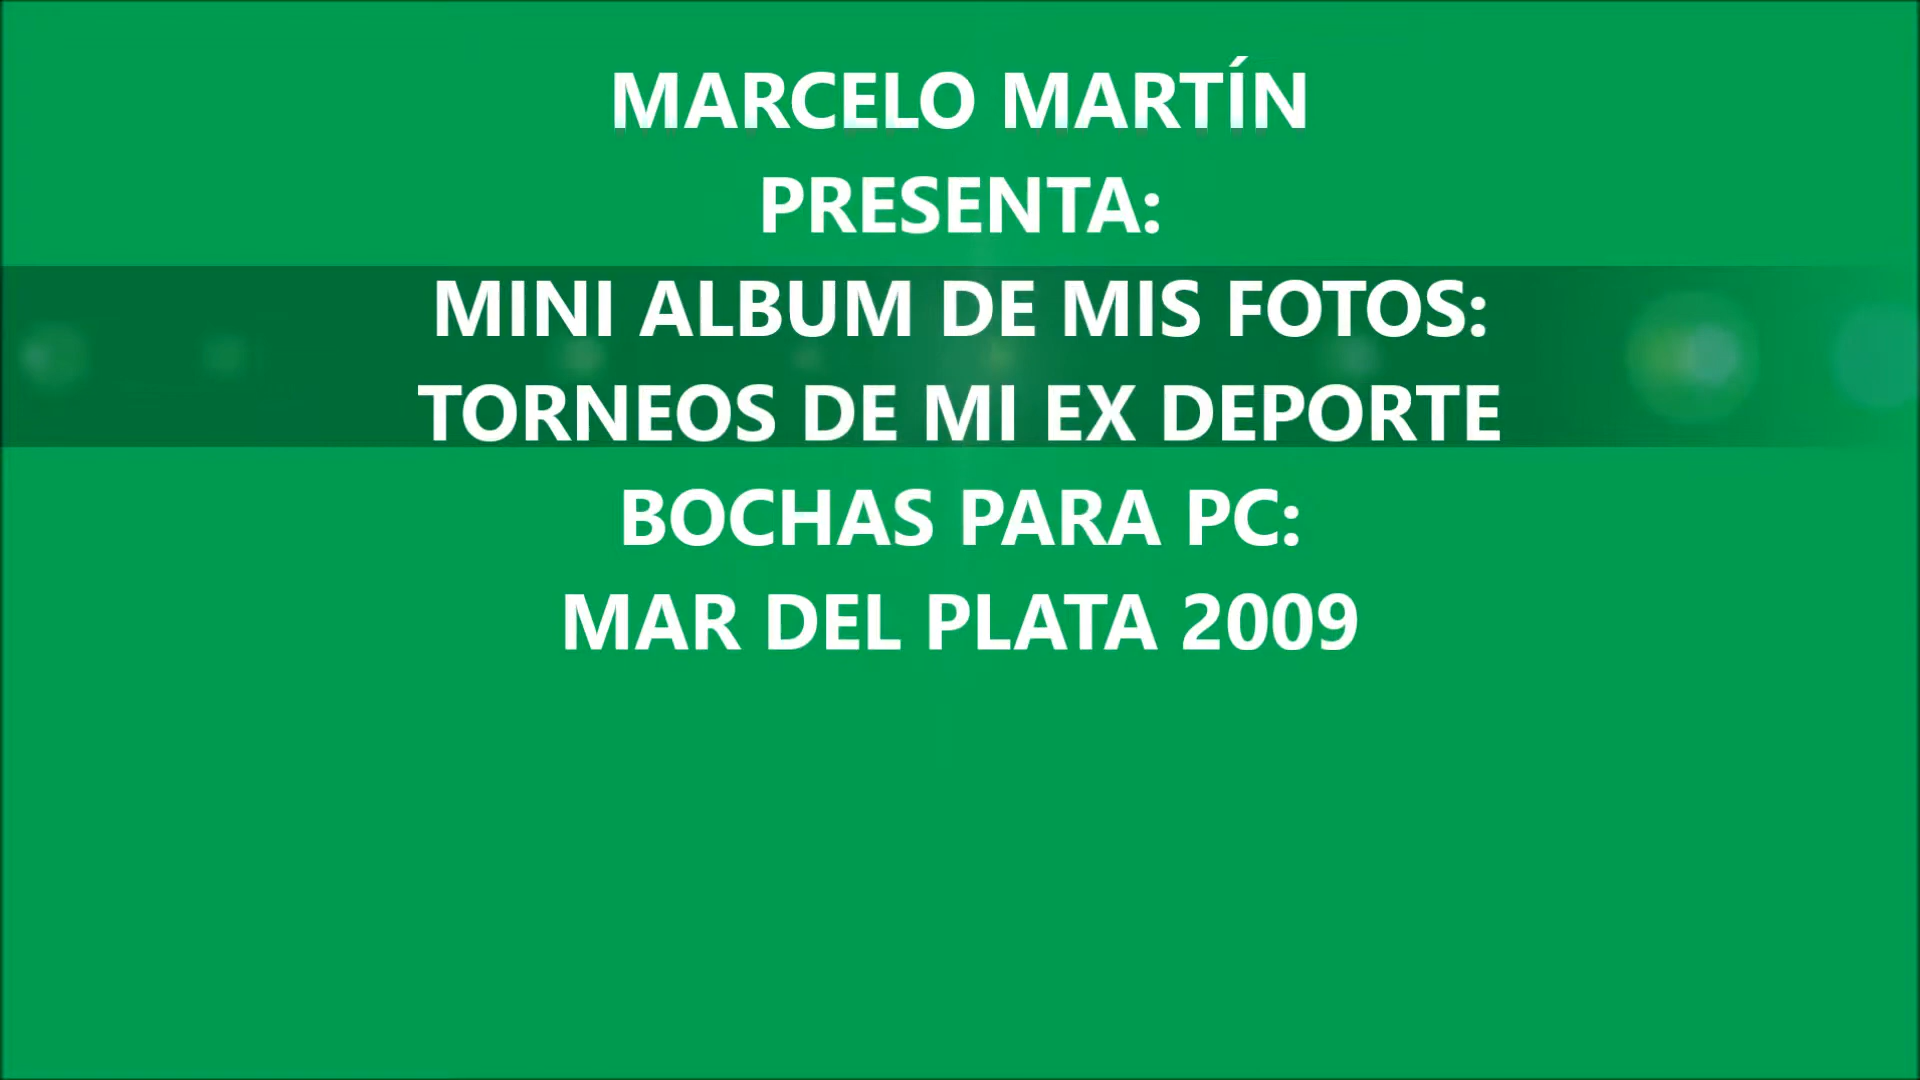 MARCELO MARTÍN
PRESENTA:
MINI ALBUM DE MIS FOTOS:
TORNEOS DE MI EX DEPORTE
BOCHAS PARA PC:
MAR DEL PLATA 2009